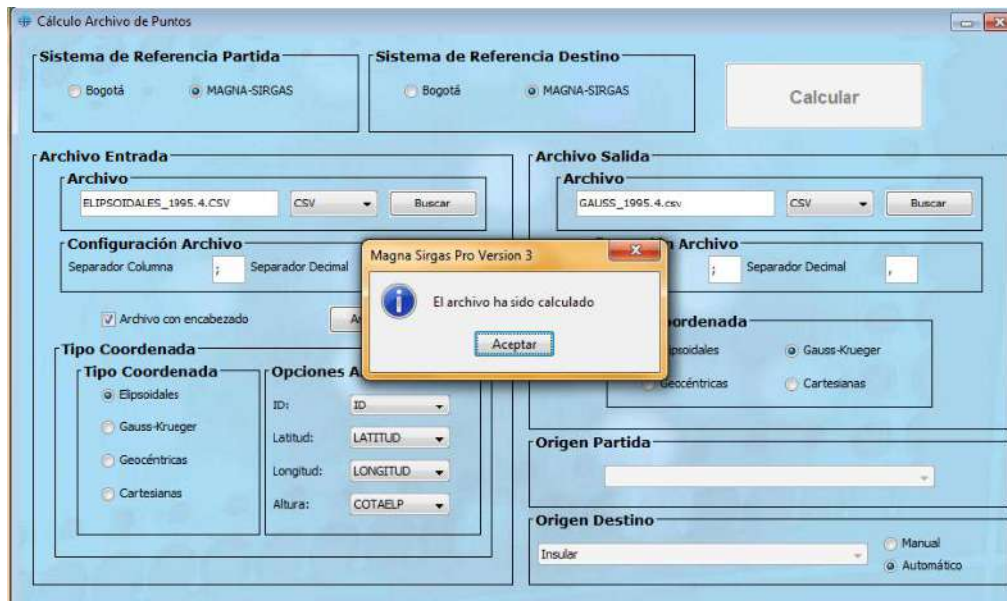 Cálculo Archivo de Puntos
Sistema de Referencia Partida
Bogotá
MAGNA-SIRGAS
Sistema de Referencia Destino
Bogotá
MAGNA-SIRGAS
Calcular
Archivo Entrada
Archivo
ELIPSOIDALES_1995.4.CSV
CSV
Buscar
Configuración Archivo
Separador Columna
;
Separador Decimal
Archivo con encabezado
Tipo Coordenada
Tipo Coordenada
Elipsoidales
Gauss-Krueger
Geocéntricas
Cartesianas
Opciones A
ID:
ID
Latitud:
LATITUD
Longitud:
LONGITUD
Altura:
COTAELP
Magna Sirgas Pro Version 3
El archivo ha sido calculado
Aceptar
Archivo Salida
Archivo
GAUSS_1995.4.csv
CSV
Buscar
Archivo
;
Separador Decimal
,
Gauss-Krueger
Geocéntricas
Cartesianas
Origen Partida
Origen Destino
Insular
Manual
Automático